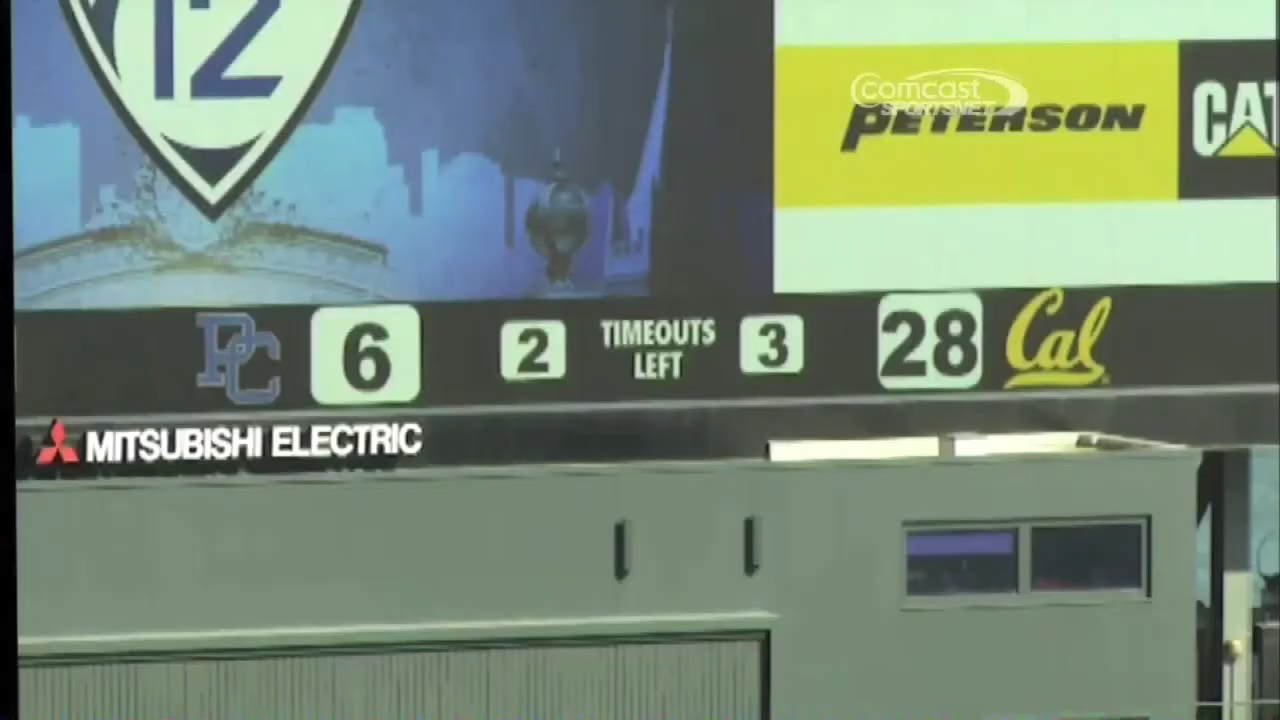 12
Comcast
SPORTSNET
PETERSON
CAT
PC
6
2
TIMEOUTS
LEFT
3
28
Cal
MITSUBISHI ELECTRIC